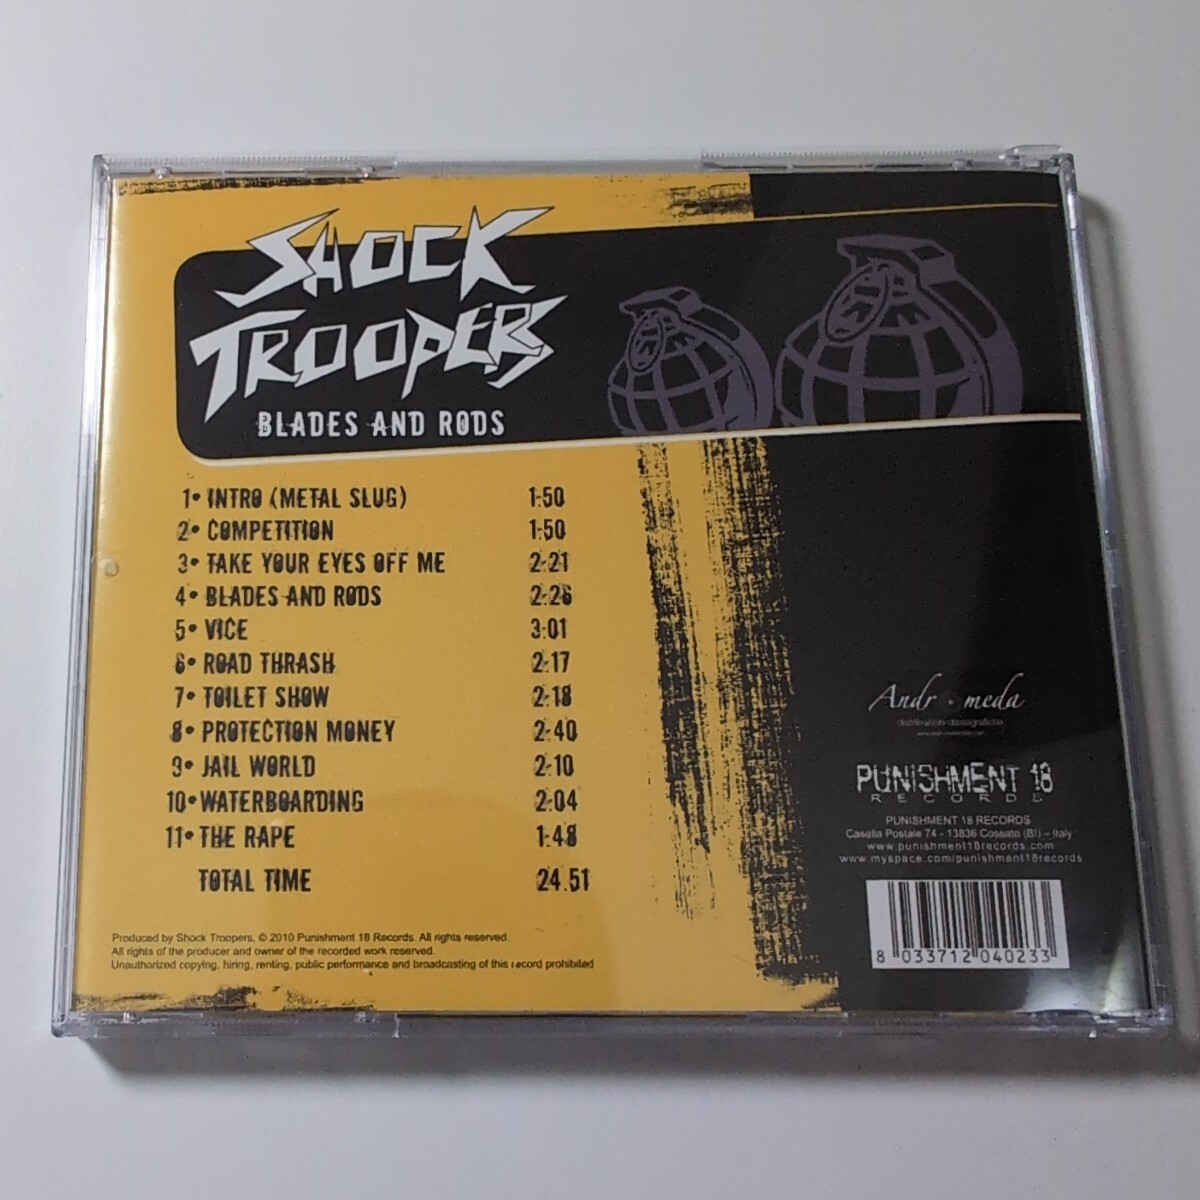 SHOCK
TROOPERS
BLADES AND RODS
1• INTRO (METAL SLUG) 1:50
2• COMPETITION 1:50
3• TAKE YOUR EYES OFF ME 2:21
4• BLADES AND RODS 2:26
5• VICE 3:01
6• ROAD THRASH 2:17
7• TOILET SHOW 2:18
8• PROTECTION MONEY 2:40
9• JAIL WORLD 2:10
10• WATERBOARDING 2:04
11• THE RAPE 1:48
TOTAL TIME 24.51
Produced by Shock Troopers, © 2010 Punishment 18 Records. All rights reserved.
All rights of the producer and owner of the recorded work reserved.
Unauthorized copying, hiring, renting, public performance and broadcasting of this record prohibited
Andromeda
distribuzioni discografiche
PUNISHMENT 18
RECORDS
PUNISHMENT 18 RECORDS
Casella Postale 74 - 13836 Cossato (BI) – Italy
www.punishment18records.com
www.myspace.com/punishment18records
8 033712 040233